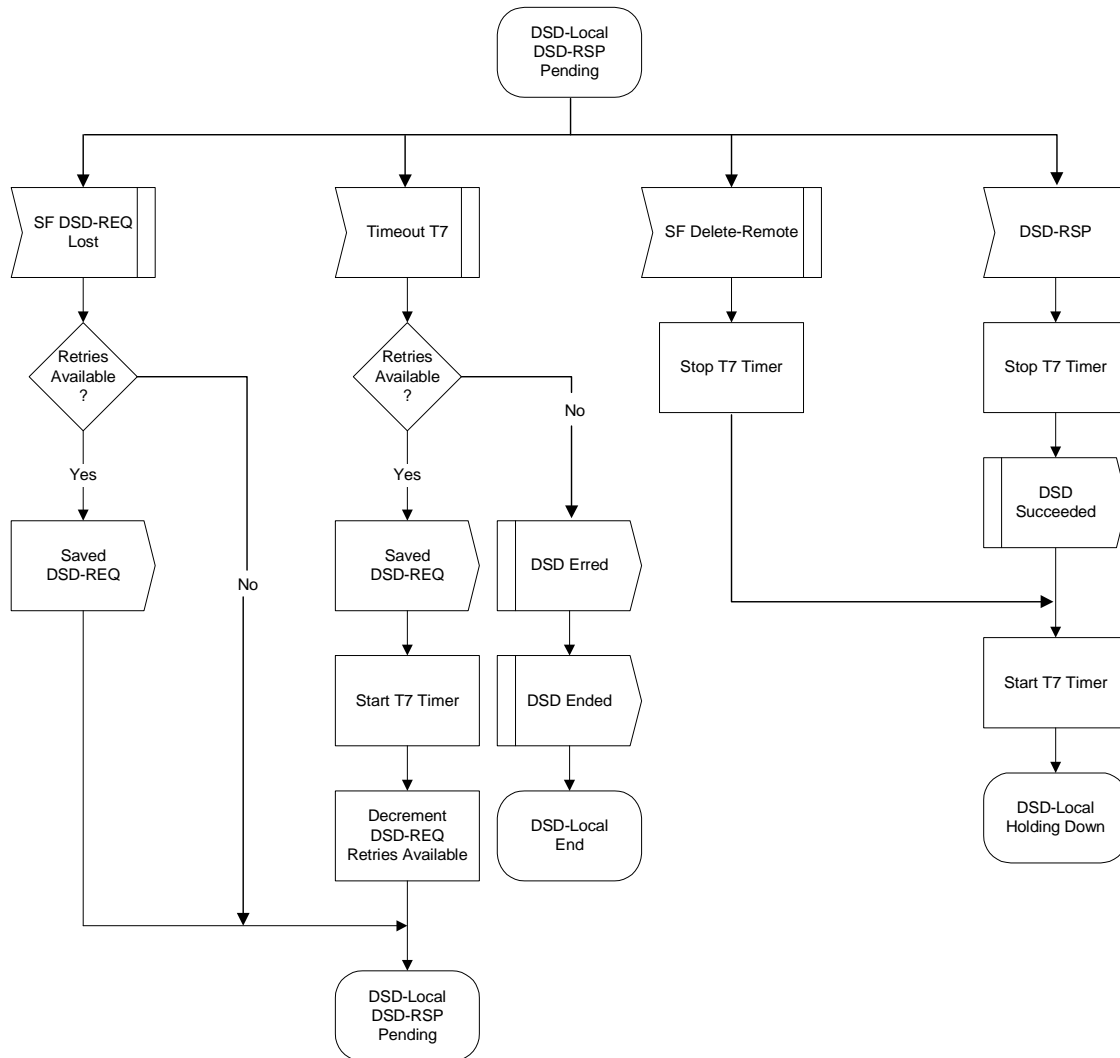 DSD-Local
DSD-RSP
Pending
SF DSD-REQ
Lost
Timeout T7
SF Delete-Remote
DSD-RSP
Retries
Available
?
Retries
Available
?
Stop T7 Timer
Stop T7 Timer
No
Yes
Yes
DSD
Succeeded
Saved
DSD-REQ
No
Saved
DSD-REQ
DSD Erred
Start T7 Timer
DSD Ended
Start T7 Timer
Decrement
DSD-REQ
Retries Available
DSD-Local
End
DSD-Local
Holding Down
DSD-Local
DSD-RSP
Pending